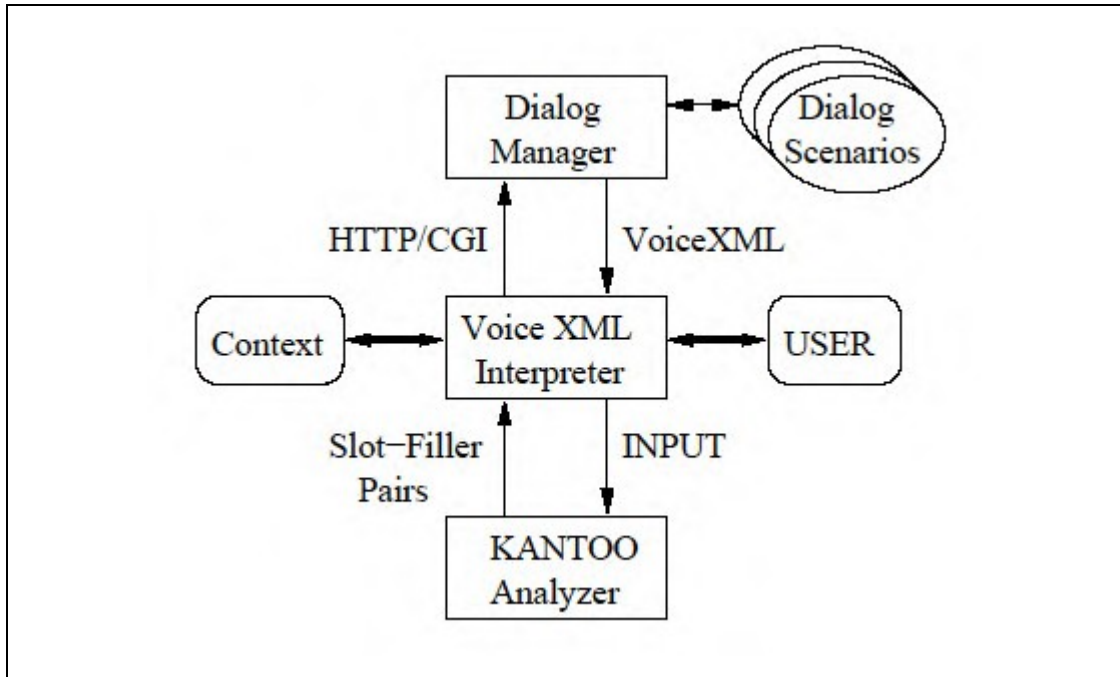 Dialog
Manager
Dialog
Scenarios
HTTP/CGI
VoiceXML
Context
Voice XML
Interpreter
USER
Slot−Filler
Pairs
INPUT
KANTOO
Analyzer